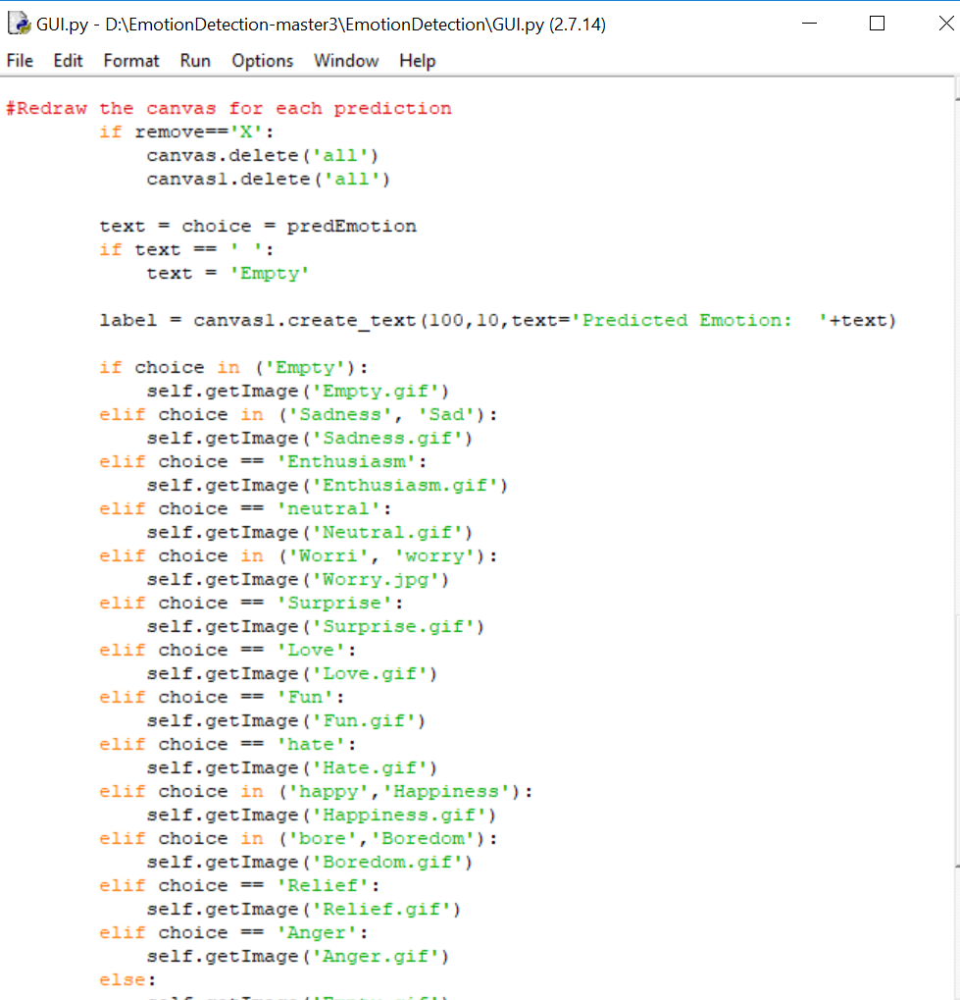 GUI.py - D:\EmotionDetection-master3\EmotionDetection\GUI.py (2.7.14)
File Edit Format Run Options Window Help
#Redraw the canvas for each prediction
        if remove=='X':
            canvas.delete('all')
            canvas1.delete('all')

        text = choice = predEmotion
        if text == ' ':
            text = 'Empty'

        label = canvas1.create_text(100,10,text='Predicted Emotion:  '+text)

        if choice in ('Empty'):
            self.getImage('Empty.gif')
        elif choice in ('Sadness', 'Sad'):
            self.getImage('Sadness.gif')
        elif choice == 'Enthusiasm':
            self.getImage('Enthusiasm.gif')
        elif choice == 'neutral':
            self.getImage('Neutral.gif')
        elif choice in ('Worri', 'worry'):
            self.getImage('Worry.jpg')
        elif choice == 'Surprise':
            self.getImage('Surprise.gif')
        elif choice == 'Love':
            self.getImage('Love.gif')
        elif choice == 'Fun':
            self.getImage('Fun.gif')
        elif choice == 'hate':
            self.getImage('Hate.gif')
        elif choice in ('happy','Happiness'):
            self.getImage('Happiness.gif')
        elif choice in ('bore','Boredom'):
            self.getImage('Boredom.gif')
        elif choice == 'Relief':
            self.getImage('Relief.gif')
        elif choice == 'Anger':
            self.getImage('Anger.gif')
        else: